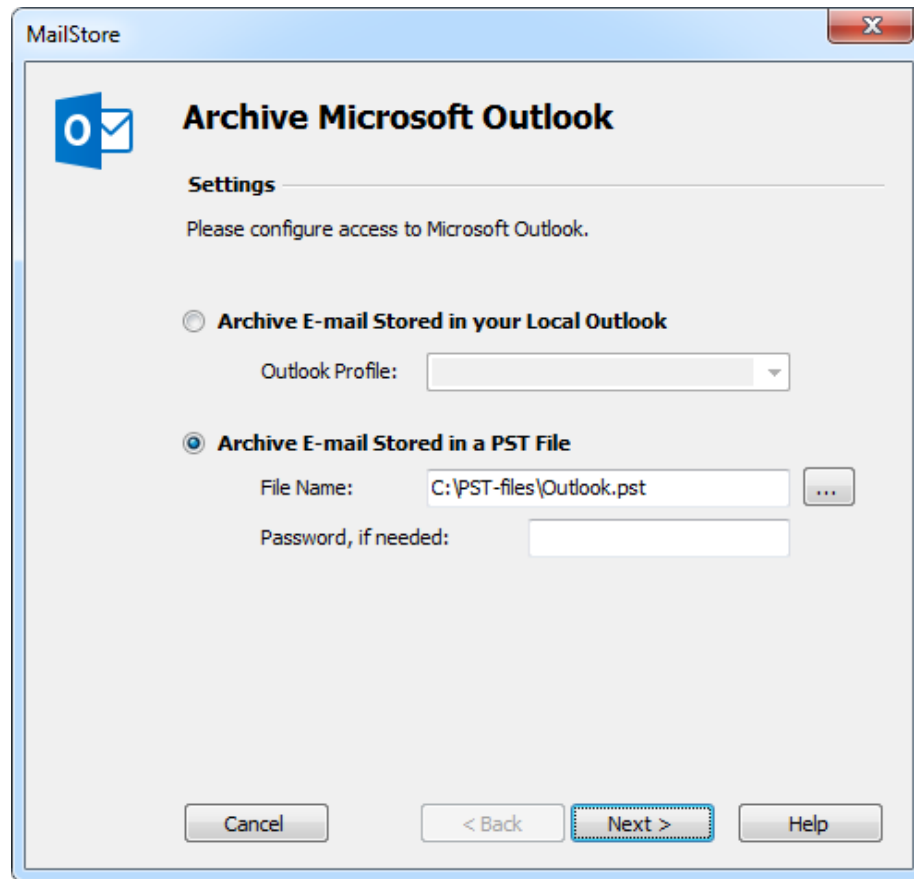 MailStore
Archive Microsoft Outlook
Settings
Please configure access to Microsoft Outlook.
Archive E-mail Stored in your Local Outlook
Outlook Profile:
Archive E-mail Stored in a PST File
File Name: C:\PST-files\Outlook.pst ...
Password, if needed:
Cancel < Back Next > Help